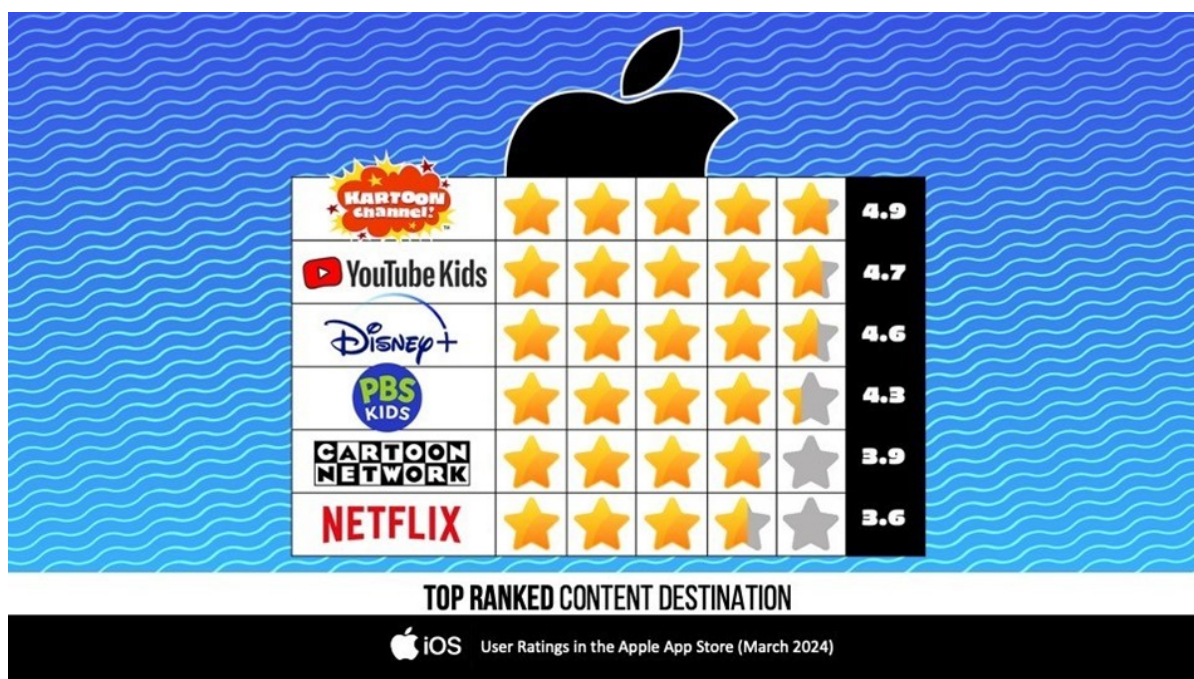 KARTOON
channel!™
4.9
YouTube Kids
4.7
Disney+
4.6
PBS
KIDS
4.3
CARTOON
NETWORK
3.9
NETFLIX
3.6
TOP RANKED CONTENT DESTINATION
iOS User Ratings in the Apple App Store (March 2024)